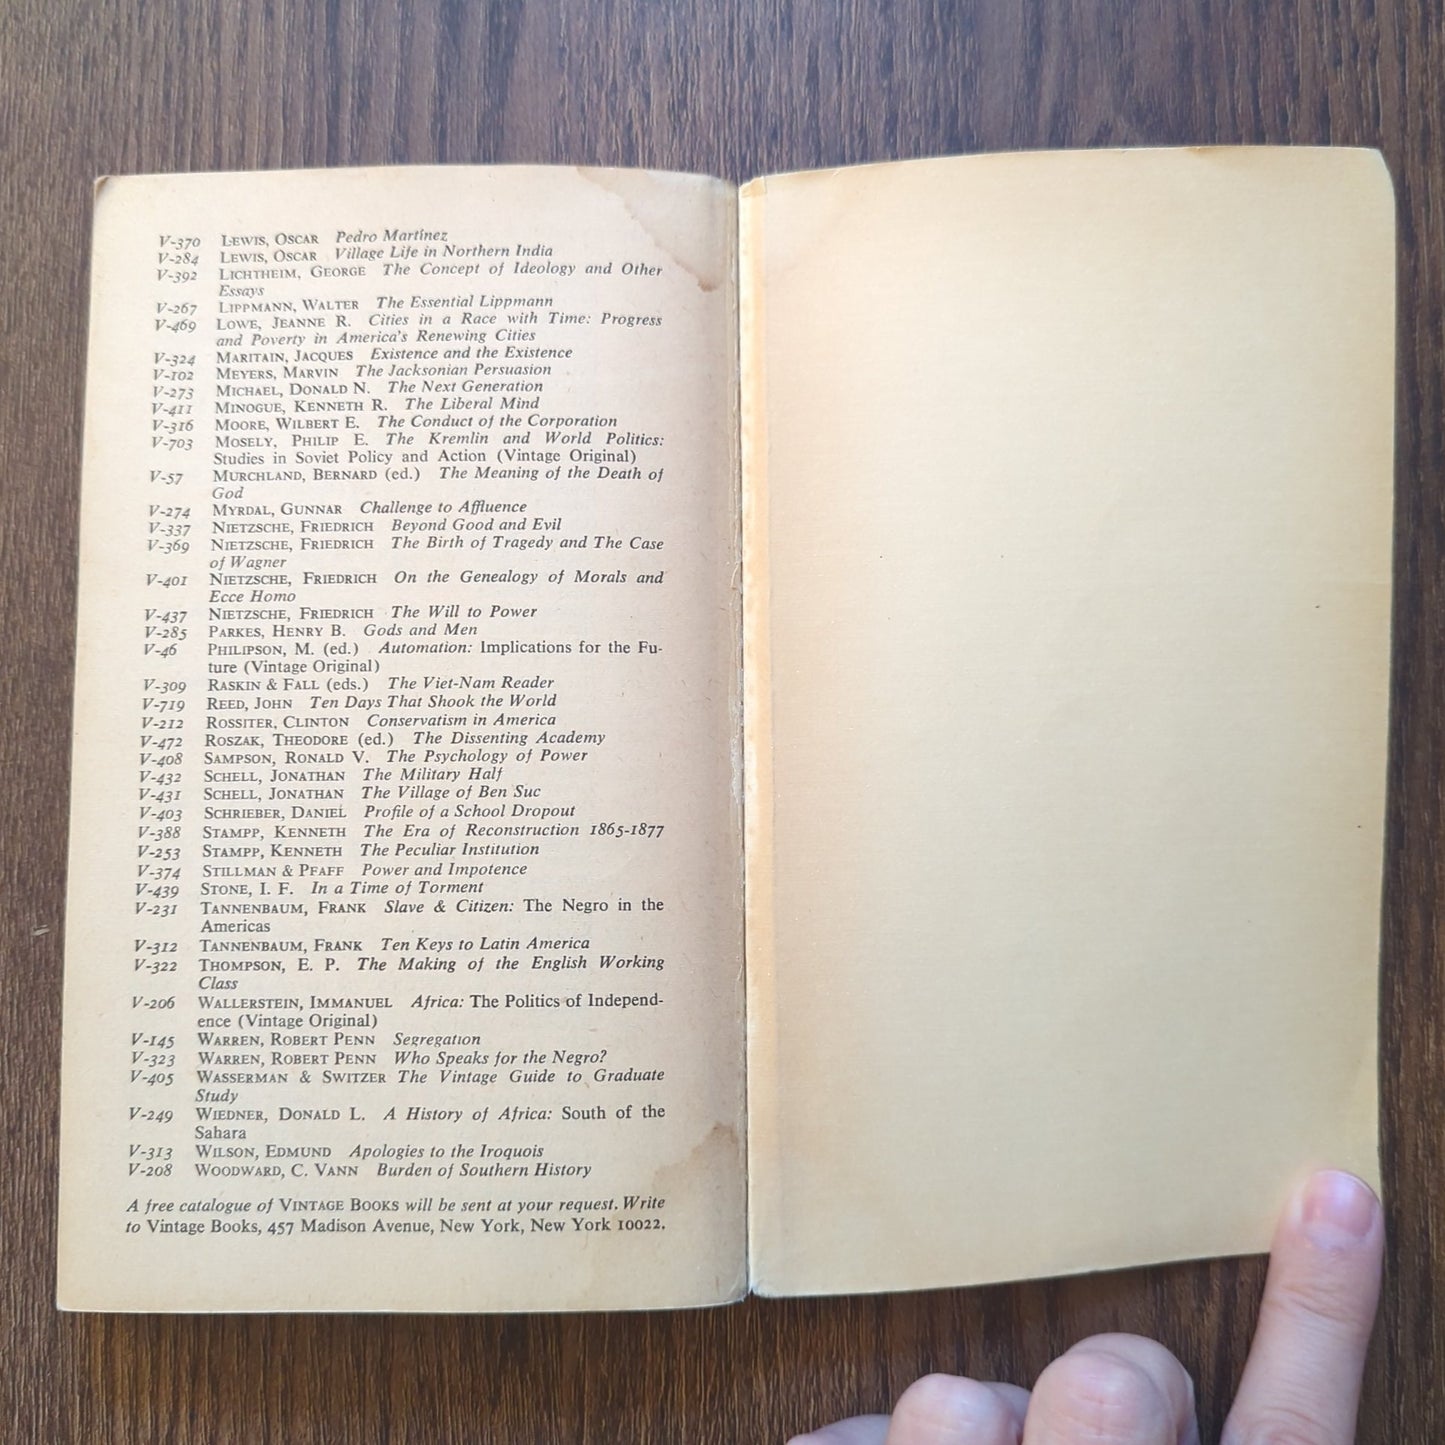 V-370 LEWIS, OSCAR Pedro Martínez
V-284 LEWIS, OSCAR Village Life in Northern India
V-392 LICHTHEIM, GEORGE The Concept of Ideology and Other
Essays
V-267 LIPPMANN, WALTER The Essential Lippmann
V-469 LOWE, JEANNE R. Cities in a Race with Time: Progress
and Poverty in America's Renewing Cities
V-324 MARITAIN, JACQUES Existence and the Existence
V-102 MEYERS, MARVIN The Jacksonian Persuasion
V-273 MICHAEL, DONALD N. The Next Generation
V-411 MINOGUE, KENNETH R. The Liberal Mind
V-316 MOORE, WILBERT E. The Conduct of the Corporation
V-703 MOSELY, PHILIP E. The Kremlin and World Politics:
Studies in Soviet Policy and Action (Vintage Original)
V-57 MURCHLAND, BERNARD (ed.) The Meaning of the Death of
God
V-274 MYRDAL, GUNNAR Challenge to Affluence
V-337 NIETZSCHE, FRIEDRICH Beyond Good and Evil
V-369 NIETZSCHE, FRIEDRICH The Birth of Tragedy and The Case
of Wagner
V-401 NIETZSCHE, FRIEDRICH On the Genealogy of Morals and
Ecce Homo
V-437 NIETZSCHE, FRIEDRICH The Will to Power
V-285 PARKES, HENRY B. Gods and Men
V-46 PHILIPSON, M. (ed.) Automation: Implications for the Fu-
ture (Vintage Original)
V-309 RASKIN & FALL (eds.) The Viet-Nam Reader
V-719 REED, JOHN Ten Days That Shook the World
V-212 ROSSITER, CLINTON Conservatism in America
V-472 ROSZAK, THEODORE (ed.) The Dissenting Academy
V-408 SAMPSON, RONALD V. The Psychology of Power
V-432 SCHELL, JONATHAN The Military Half
V-431 SCHELL, JONATHAN The Village of Ben Suc
V-403 SCHRIEBER, DANIEL Profile of a School Dropout
V-388 STAMPP, KENNETH The Era of Reconstruction 1865-1877
V-253 STAMPP, KENNETH The Peculiar Institution
V-374 STILLMAN & PFAFF Power and Impotence
V-439 STONE, I. F. In a Time of Torment
V-231 TANNENBAUM, FRANK Slave & Citizen: The Negro in the
Americas
V-312 TANNENBAUM, FRANK Ten Keys to Latin America
V-322 THOMPSON, E. P. The Making of the English Working
Class
V-206 WALLERSTEIN, IMMANUEL Africa: The Politics of Independ-
ence (Vintage Original)
V-145 WARREN, ROBERT PENN Segregation
V-323 WARREN, ROBERT PENN Who Speaks for the Negro?
V-405 WASSERMAN & SWITZER The Vintage Guide to Graduate
Study
V-249 WIEDNER, DONALD L. A History of Africa: South of the
Sahara
V-313 WILSON, EDMUND Apologies to the Iroquois
V-208 WOODWARD, C. VANN Burden of Southern History
A free catalogue of VINTAGE BOOKS will be sent at your request. Write
to Vintage Books, 457 Madison Avenue, New York, New York 10022.